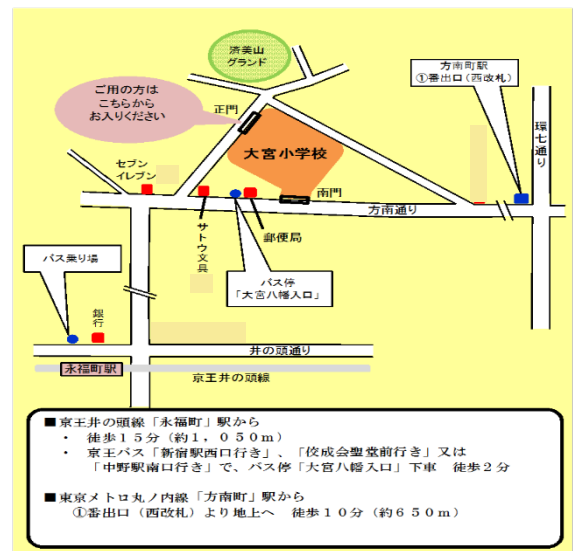 済美山
グランド
方南町駅
①番出口(西改札)
ご用の方は
こちらから
お入りください
正門
環七通り
大宮小学校
セブン
イレブン
南門
方南通り
サトウ文具
郵便局
バス乗り場
バス停
「大宮八幡入口」
銀行
井の頭通り
永福町駅
京王井の頭線
■京王井の頭線「永福町」駅から
・ 徒歩15分(約1,050m)
・ 京王バス「新宿駅西口行き」、「佼成会聖堂前行き」又は
「中野駅南口行き」で、バス停「大宮八幡入口」下車 徒歩2分
■東京メトロ丸ノ内線「方南町」駅から
①番出口(西改札)より地上へ 徒歩10分(約650m)